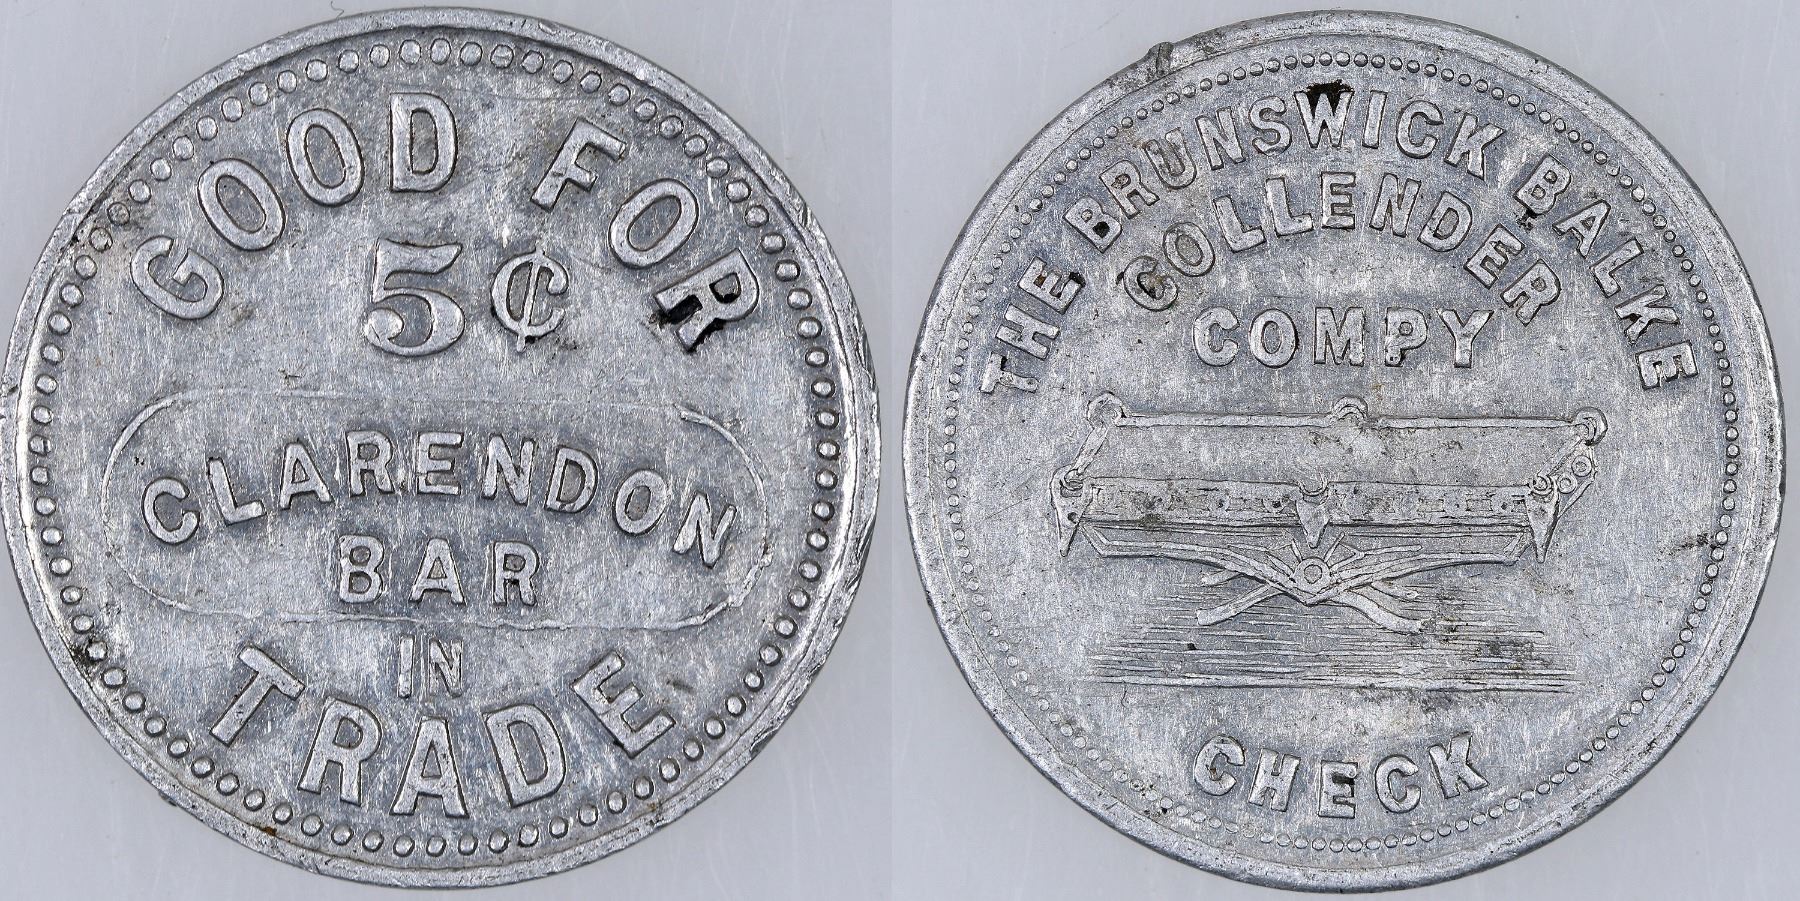 GOOD FOR
5¢
CLARENDON
BAR
IN
TRADE
THE BRUNSWICK BALKE
COLLENDER
COMPY
CHECK